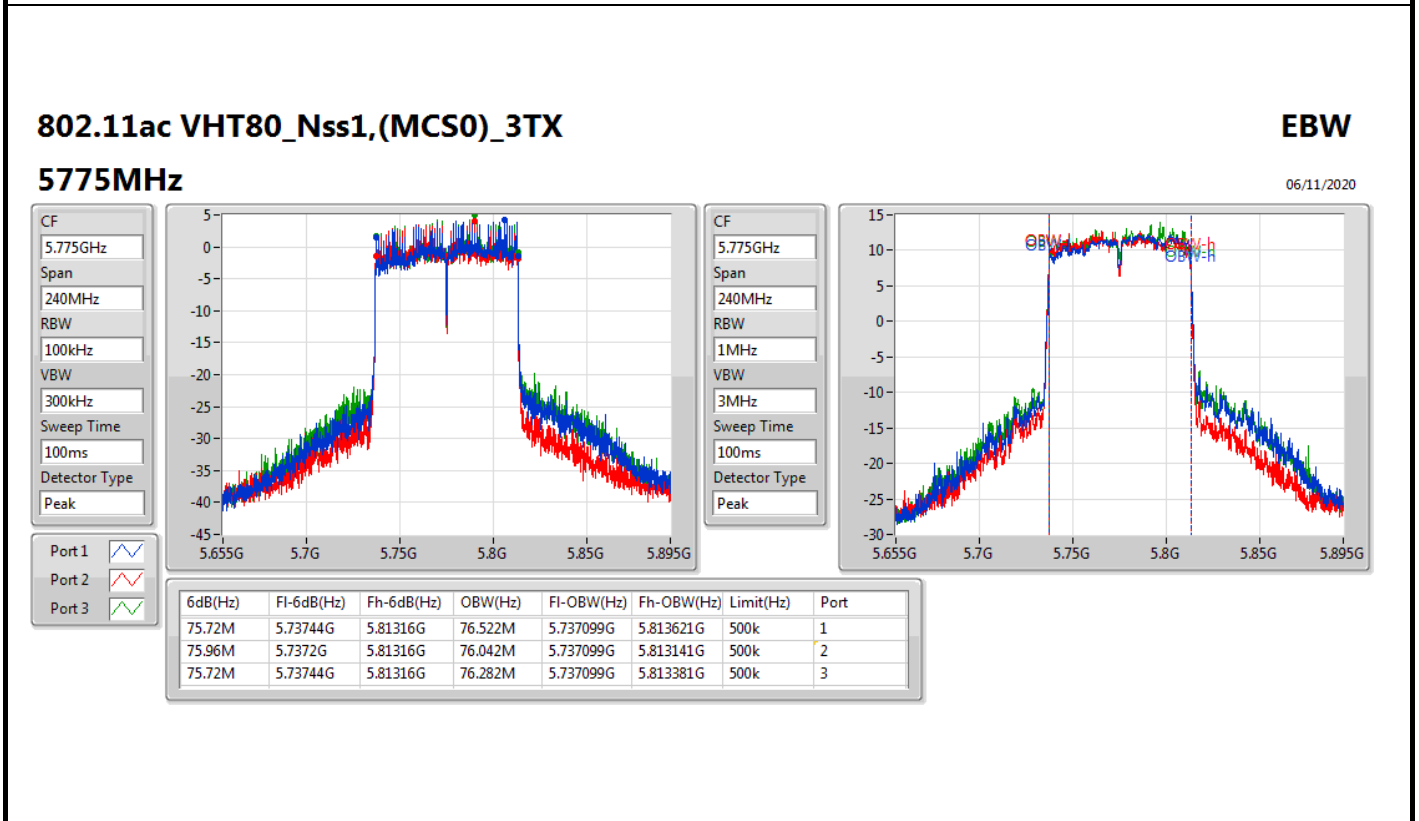 802.11ac VHT80_Nss1,(MCS0)_3TX
EBW
5775MHz
06/11/2020
CF
5.775GHz
Span
240MHz
RBW
100kHz
VBW
300kHz
Sweep Time
100ms
Detector Type
Peak
Port 1
Port 2
Port 3
5
0
-5
-10
-15
-20
-25
-30
-35
-40
-45
5.655G 5.7G 5.75G 5.8G 5.85G 5.895G
CF
5.775GHz
Span
240MHz
RBW
1MHz
VBW
3MHz
Sweep Time
100ms
Detector Type
Peak
15
10
5
0
-5
-10
-15
-20
-25
-30
OBW-h
5.655G 5.7G 5.75G 5.8G 5.85G 5.895G
6dB(Hz) Fl-6dB(Hz) Fh-6dB(Hz) OBW(Hz) Fl-OBW(Hz) Fh-OBW(Hz) Limit(Hz) Port
75.72M 5.73744G 5.81316G 76.522M 5.737099G 5.813621G 500k 1
75.96M 5.7372G 5.81316G 76.042M 5.737099G 5.813141G 500k 2
75.72M 5.73744G 5.81316G 76.282M 5.737099G 5.813381G 500k 3